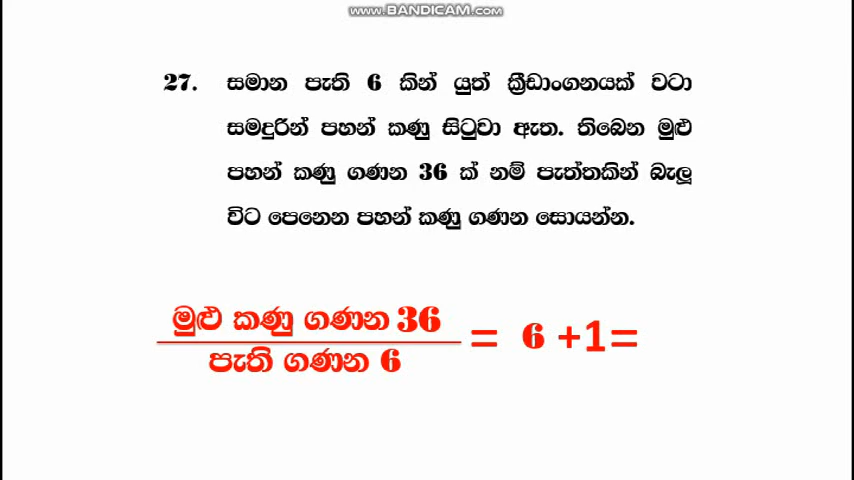 www.BANDICAM.com
27. සමාන පැති 6 කින් යුත් ක්‍රීඩාංගනයක් වටා
සමදුරින් පහන් කණු සිටුවා ඇත. තිබෙන මුළු
පහන් කණු ගණන 36 ක් නම් පැත්තකින් බැලූ
විට පෙනෙන පහන් කණු ගණන සොයන්න.
මුළු කණු ගණන 36
පැති ගණන 6
= 6 +1=